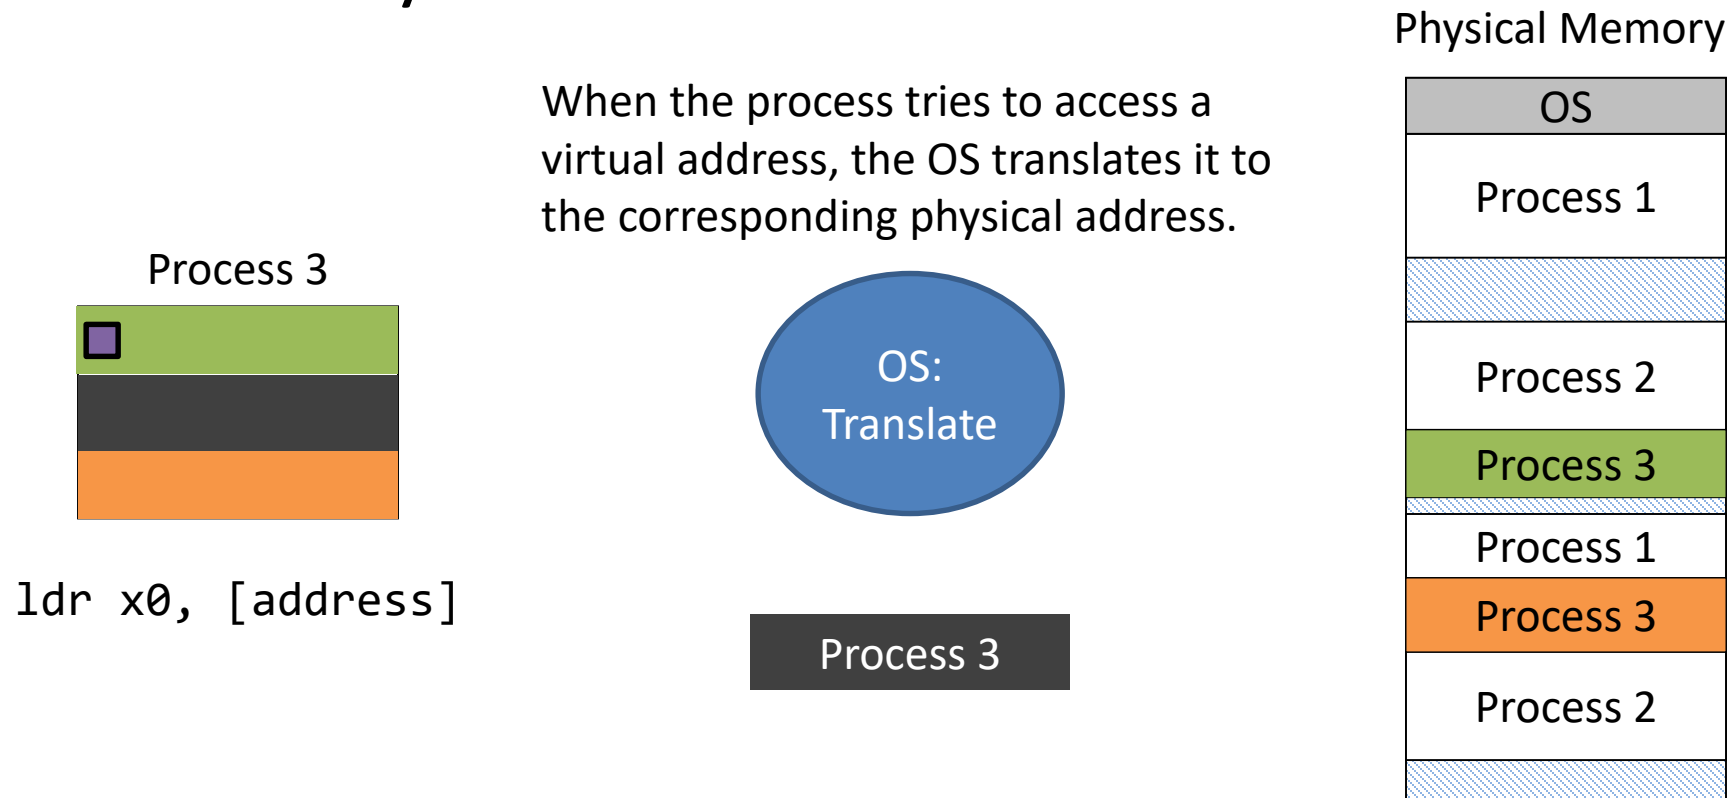 Physical Memory
When the process tries to access a
virtual address, the OS translates it to
the corresponding physical address.
Process 3
ldr x0, [address]
OS:
Translate
Process 3
OS
Process 1
Process 2
Process 3
Process 1
Process 3
Process 2